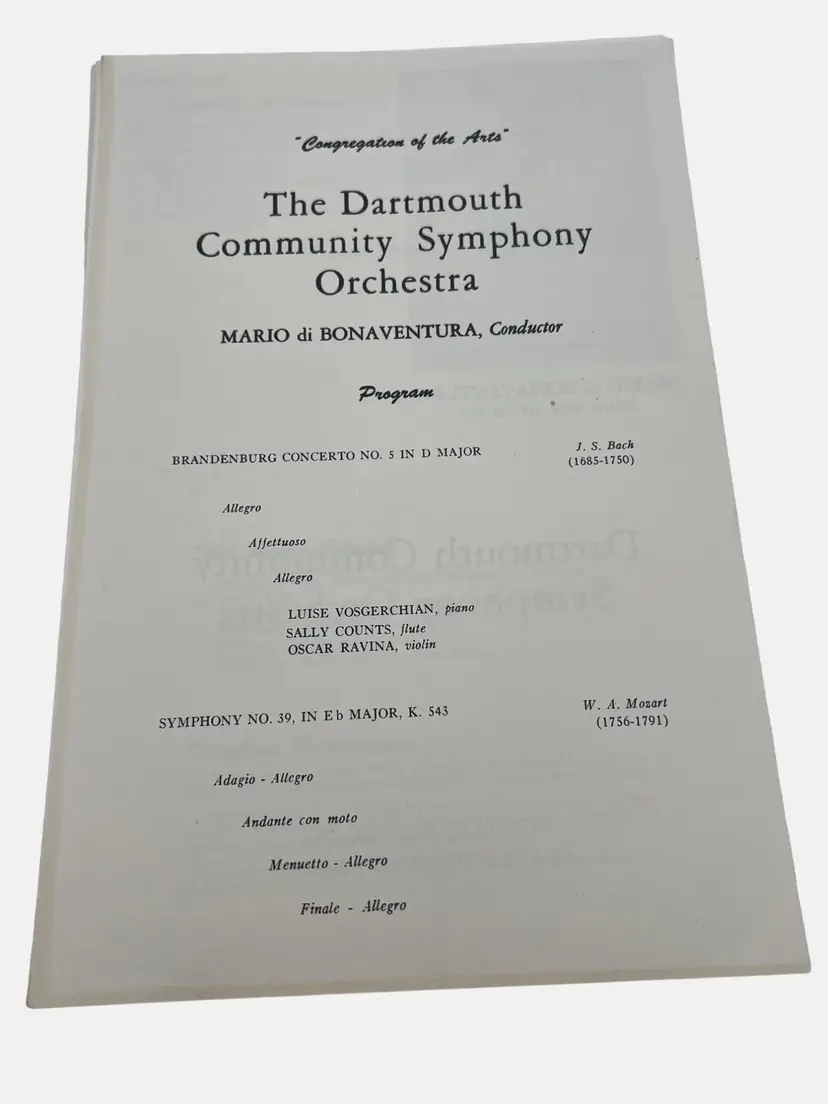 "Congregation of the Arts"
The Dartmouth
Community Symphony
Orchestra
MARIO di BONAVENTURA, Conductor
Program
BRANDENBURG CONCERTO NO. 5 IN D MAJOR J. S. Bach
(1685-1750)
Allegro
Affettuoso
Allegro
LUISE VOSGERCHIAN, piano
SALLY COUNTS, flute
OSCAR RAVINA, violin
SYMPHONY NO. 39, IN Eb MAJOR, K. 543 W. A. Mozart
(1756-1791)
Adagio - Allegro
Andante con moto
Menuetto - Allegro
Finale - Allegro